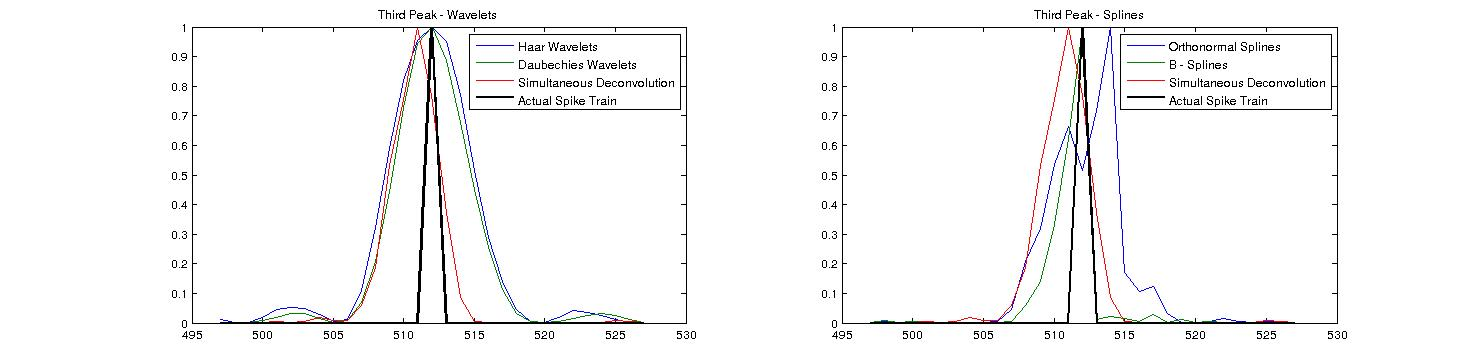 Third Peak - Wavelets
1
0.9
0.8
0.7
0.6
0.5
0.4
0.3
0.2
0.1
0
495 500 505 510 515 520 525 530
Haar Wavelets
Daubechies Wavelets
Simultaneous Deconvolution
Actual Spike Train
Third Peak - Splines
1
0.9
0.8
0.7
0.6
0.5
0.4
0.3
0.2
0.1
0
495 500 505 510 515 520 525 530
Orthonormal Splines
B - Splines
Simultaneous Deconvolution
Actual Spike Train